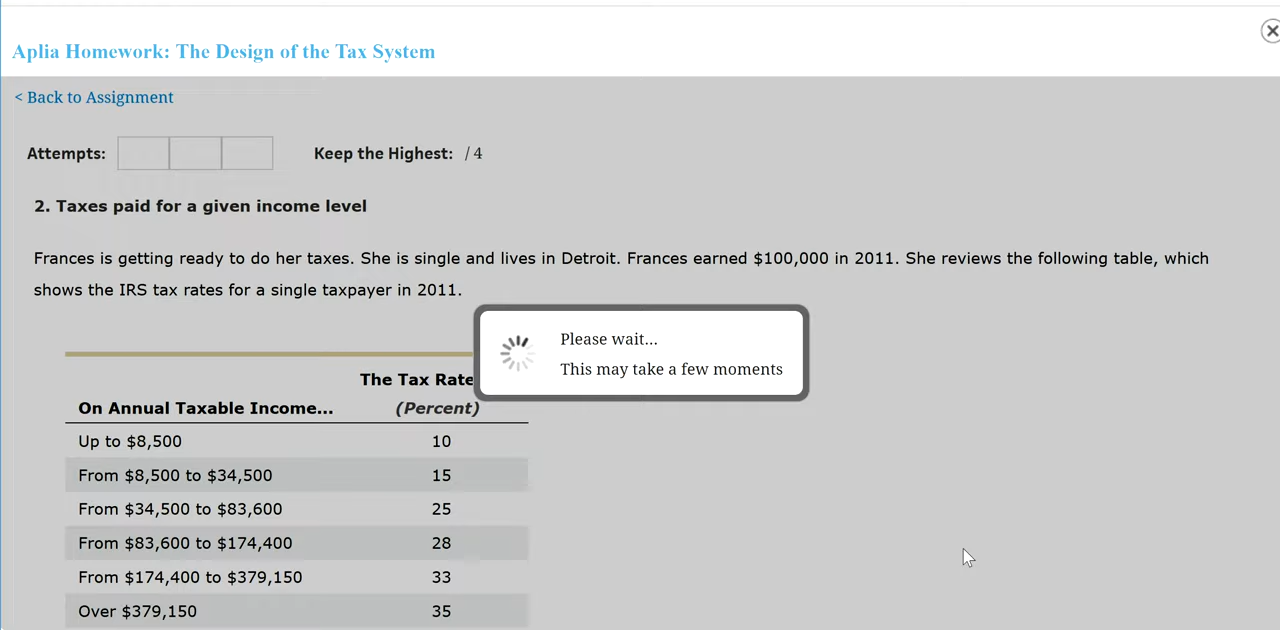 Aplia Homework: The Design of the Tax System
< Back to Assignment
Attempts:
Keep the Highest: / 4
2. Taxes paid for a given income level
Frances is getting ready to do her taxes. She is single and lives in Detroit. Frances earned $100,000 in 2011. She reviews the following table, which
shows the IRS tax rates for a single taxpayer in 2011.
Please wait...
This may take a few moments
The Tax Rate
On Annual Taxable Income... (Percent)
Up to $8,500 10
From $8,500 to $34,500 15
From $34,500 to $83,600 25
From $83,600 to $174,400 28
From $174,400 to $379,150 33
Over $379,150 35